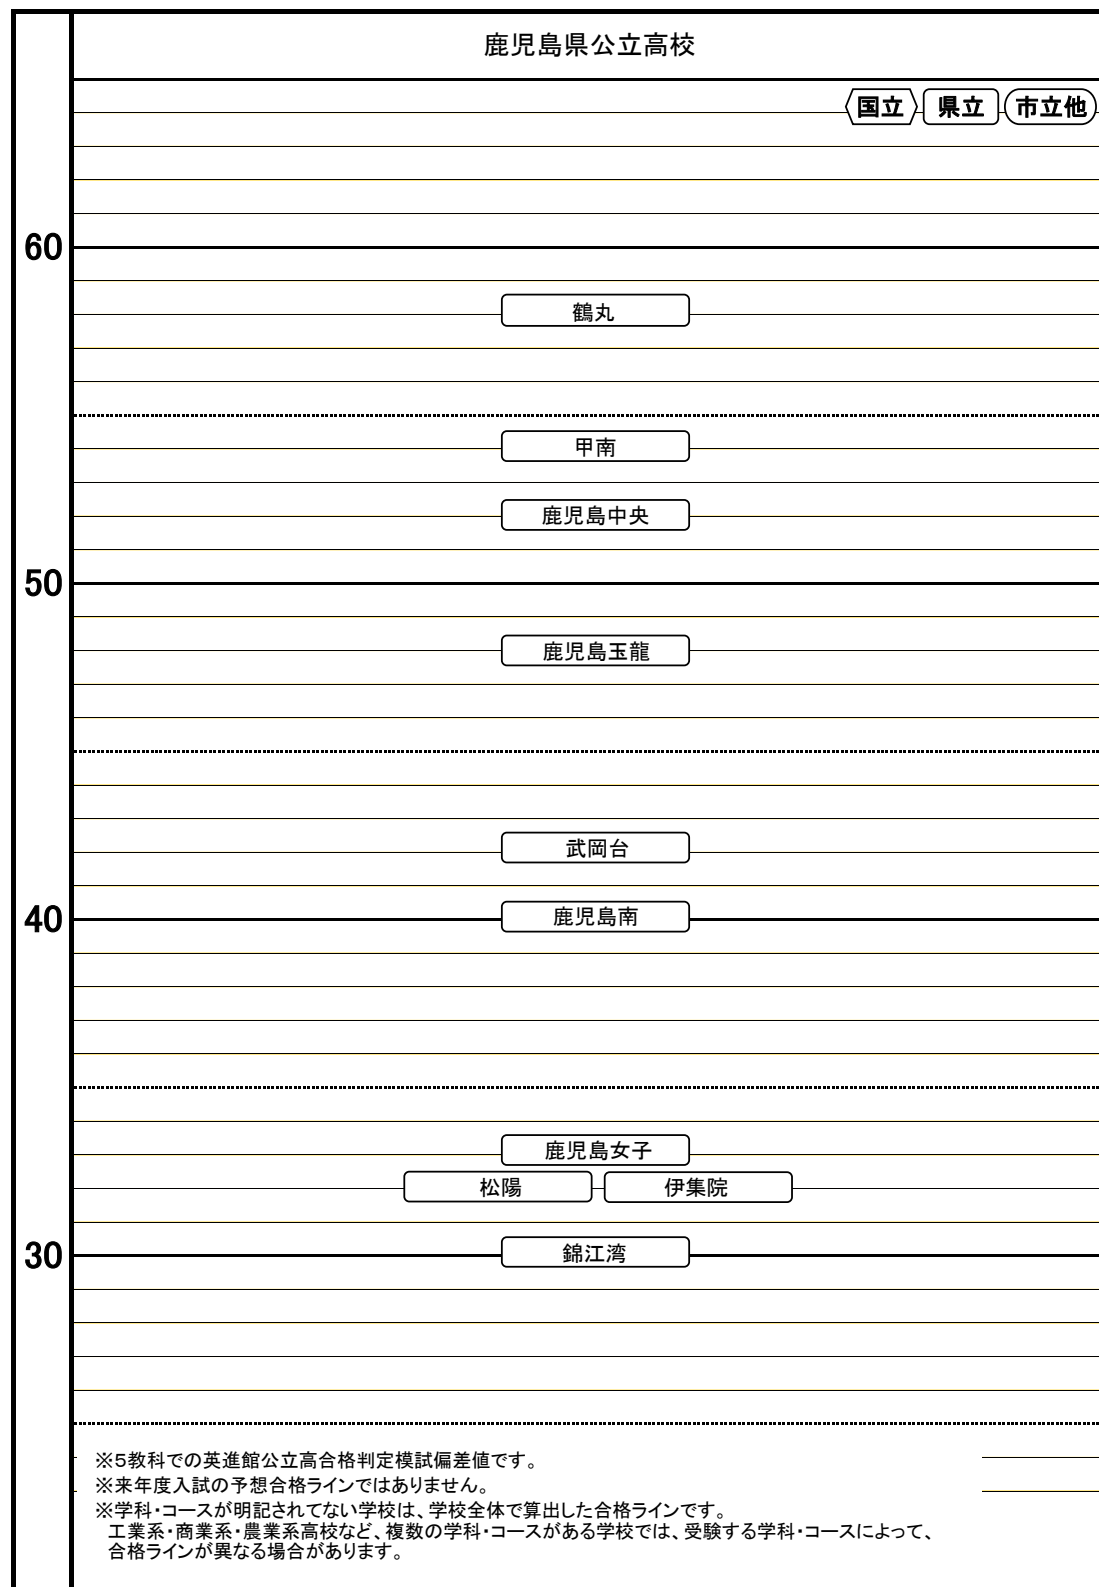 鹿児島県公立高校
国立 県立 市立他
60
鶴丸
甲南
鹿児島中央
50
鹿児島玉龍
武岡台
40
鹿児島南
鹿児島女子
松陽 伊集院
30
錦江湾
※5教科での英進館公立高合格判定模試偏差値です。
※来年度入試の予想合格ラインではありません。
※学科・コースが明記されてない学校は、学校全体で算出した合格ラインです。
工業系・商業系・農業系高校など、複数の学科・コースがある学校では、受験する学科・コースによって、
合格ラインが異なる場合があります。